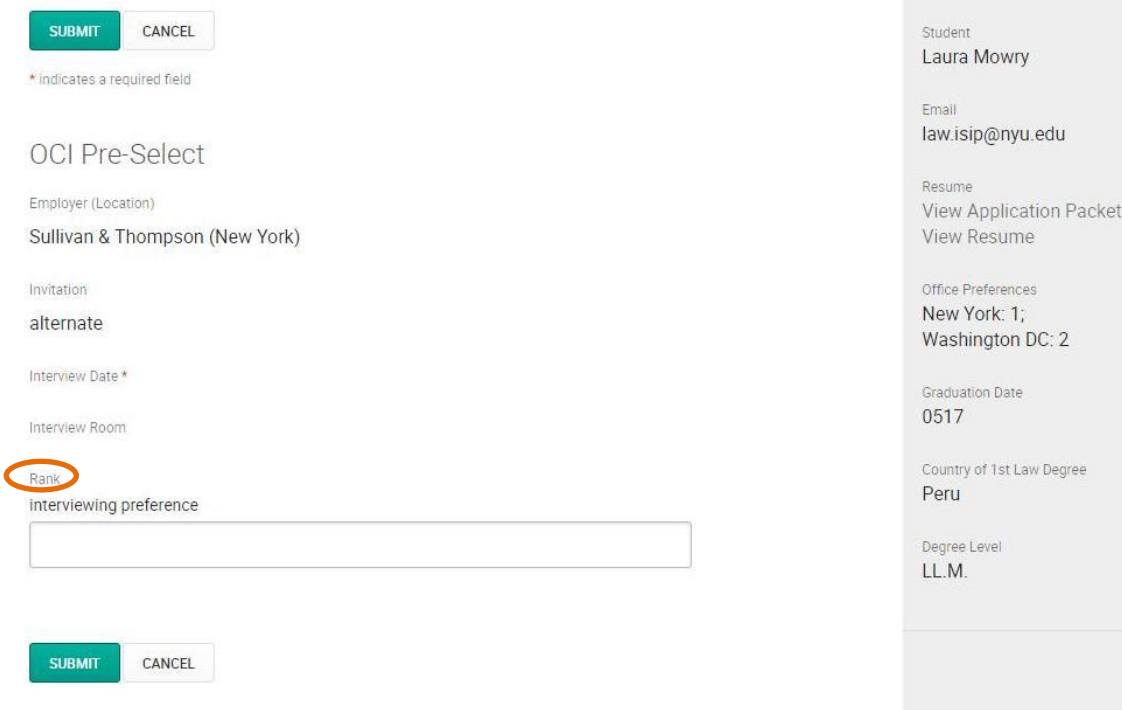 SUBMIT CANCEL
* indicates a required field
OCI Pre-Select
Employer (Location)
Sullivan & Thompson (New York)
Invitation
alternate
Interview Date *
Interview Room
Rank
interviewing preference
SUBMIT CANCEL
Student
Laura Mowry
Email
law.isip@nyu.edu
Resume
View Application Packet
View Resume
Office Preferences
New York: 1;
Washington DC: 2
Graduation Date
0517
Country of 1st Law Degree
Peru
Degree Level
LL.M.